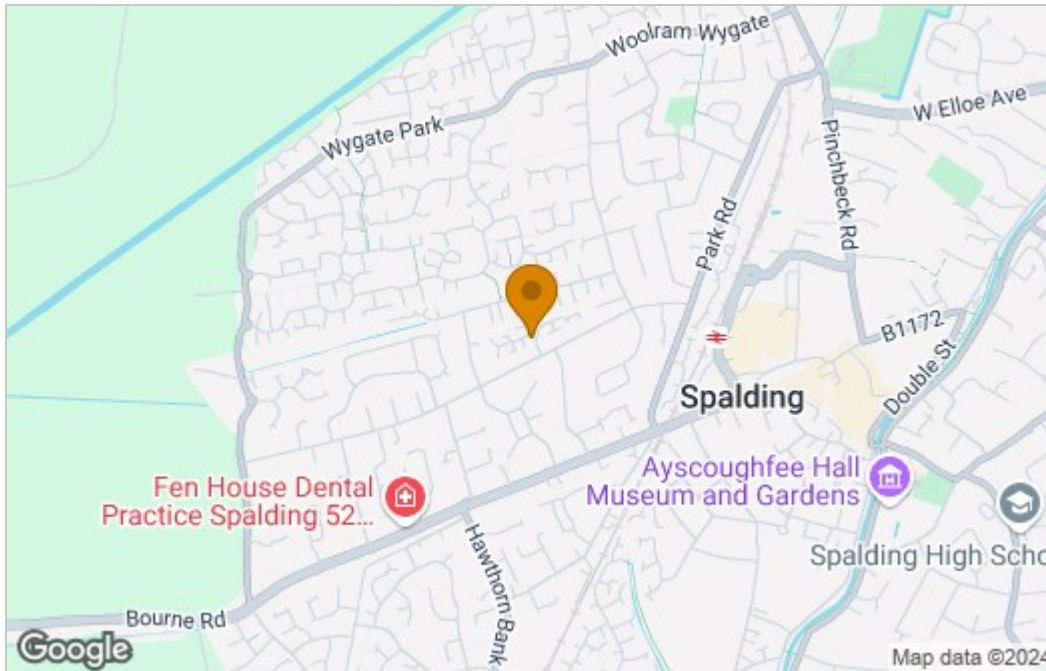 Woolram Wygate
W Elloe Ave
Wygate Park
Pinchbeck Rd
Park Rd
B1172
Double St
Spalding
Ayscoughfee Hall
Museum and Gardens
Fen House Dental
Practice Spalding 52...
Spalding High Scho
Hawthorn Bank
Bourne Rd
Google
Map data ©2024